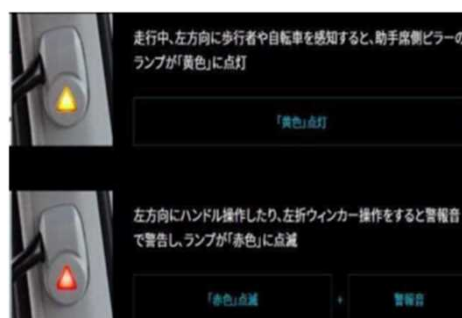 走行中、左方向に歩行者や自転車を感知すると、助手席側ピラーの
ランプが「黄色」に点灯
「黄色」点灯
左方向にハンドル操作したり、左折ウィンカー操作をすると警報音
で警告し、ランプが「赤色」に点滅
「赤色」点滅 + 警報音